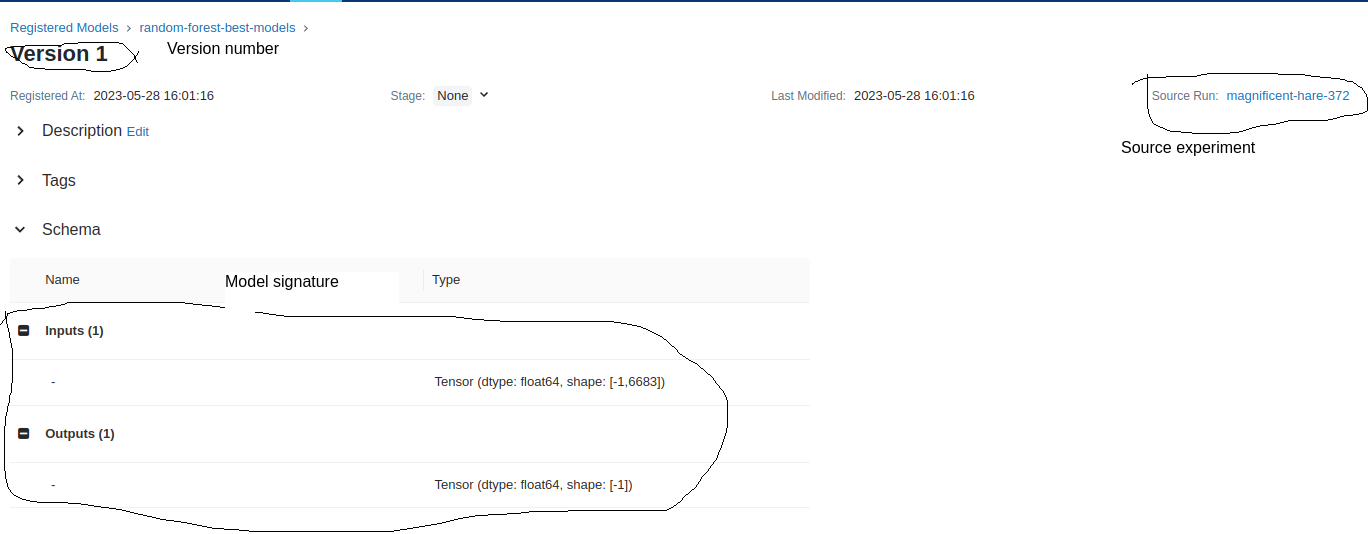 Registered Models > random-forest-best-models >
Version 1 Version number
Registered At: 2023-05-28 16:01:16 Stage: None Last Modified: 2023-05-28 16:01:16 Source Run: magnificent-hare-372
Description Edit
Source experiment
Tags
Schema
Name Model signature Type
Inputs (1)
- Tensor (dtype: float64, shape: [-1,6683])
Outputs (1)
- Tensor (dtype: float64, shape: [-1])